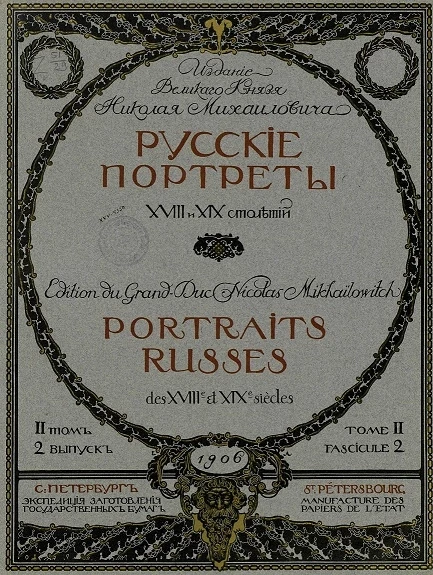 Изданіе
Великаго Князя
Николая Михаиловича
РУССКІЕ
ПОРТРЕТЫ
XVIII и XIX столѣтій
Edition du Grand-Duc Nicolas Mikhaïlowitch
PORTRAITS
RUSSES
des XVIIIe et XIXe siècles
II томъ
2 выпускъ
TOME II
FASCICULE 2
1906
С. ПЕТЕРБУРГЪ
ЭКСПЕДИЦІЯ ЗАГОТОВЛЕНІЯ
ГОСУДАРСТВЕННЫХЪ БУМАГЪ
ST. PÉTERSBOURG
MANUFACTURE DES
PAPIERS DE L'ETAT